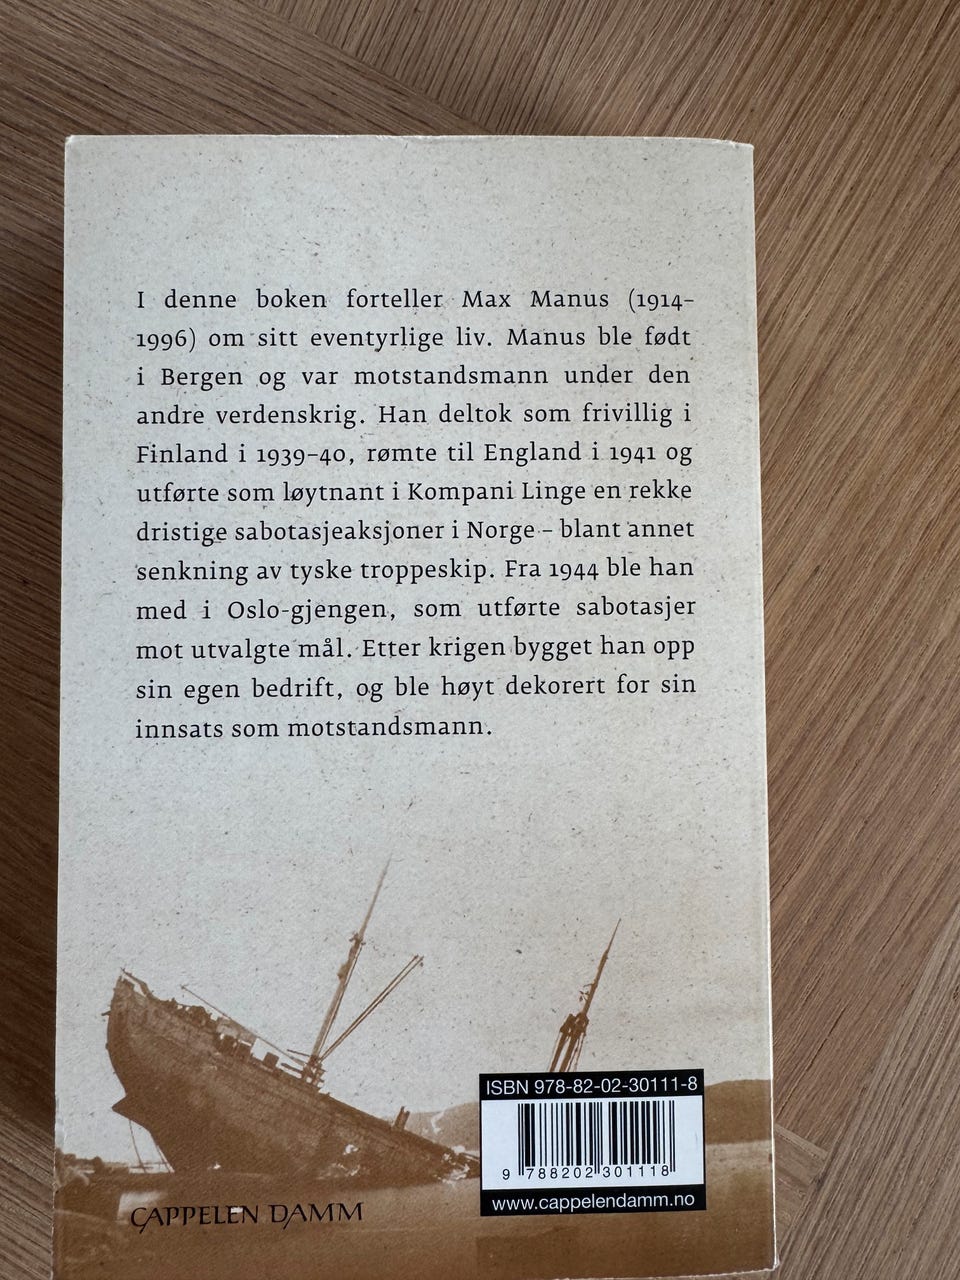 I denne boken forteller Max Manus (1914–
1996) om sitt eventyrlige liv. Manus ble født
i Bergen og var motstandsmann under den
andre verdenskrig. Han deltok som frivillig i
Finland i 1939–40, rømte til England i 1941 og
utførte som løytnant i Kompani Linge en rekke
dristige sabotasjeaksjoner i Norge – blant annet
senkning av tyske troppeskip. Fra 1944 ble han
med i Oslo-gjengen, som utførte sabotasjer
mot utvalgte mål. Etter krigen bygget han opp
sin egen bedrift, og ble høyt dekorert for sin
innsats som motstandsmann.
ISBN 978-82-02-30111-8
9 788202 301118
www.cappelendamm.no
CAPPELEN DAMM